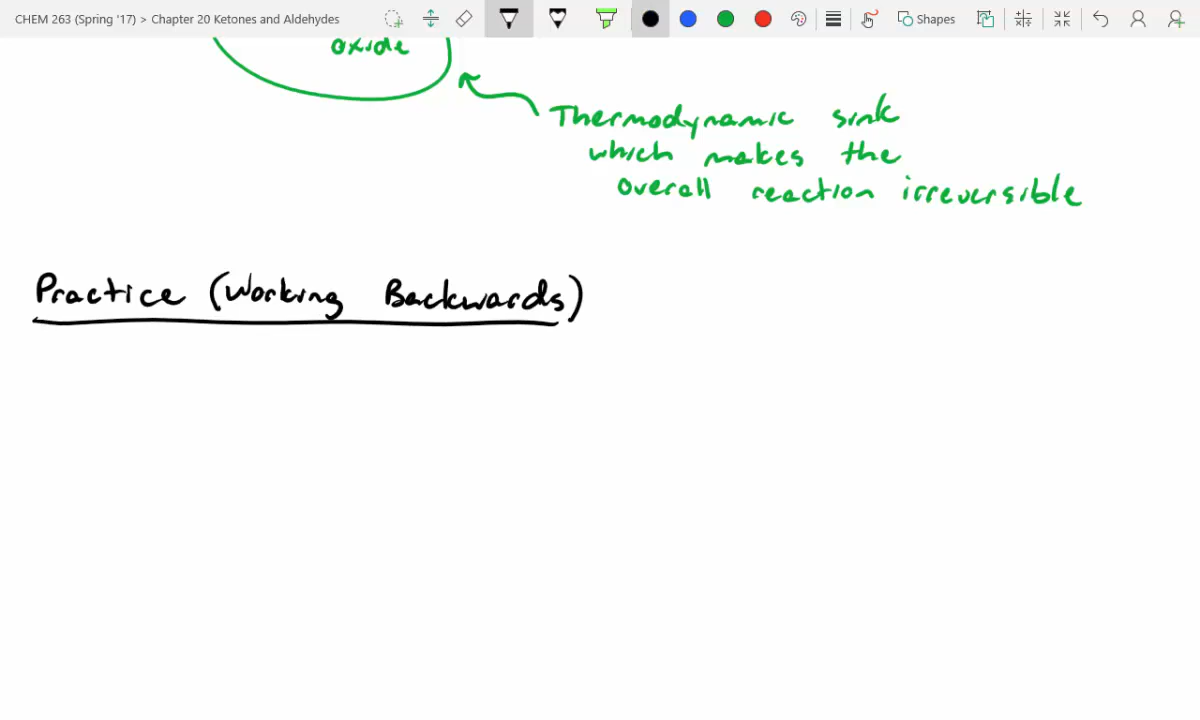 CHEM 263 (Spring '17) > Chapter 20 Ketones and Aldehydes
Shapes
oxide
Thermodynamic sink
which makes the
overall reaction irreversible
Practice (Working Backwards)